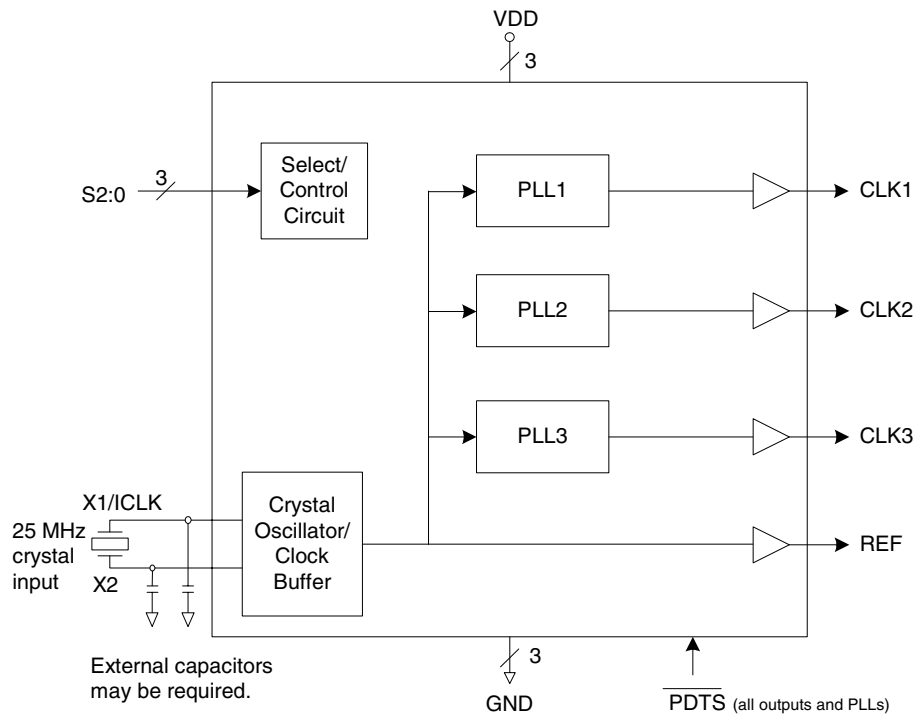 VDD
3
S2:0
3
Select/
Control
Circuit
PLL1
CLK1
PLL2
CLK2
PLL3
CLK3
X1/ICLK
25 MHz
crystal
input
X2
Crystal
Oscillator/
Clock
Buffer
REF
External capacitors
may be required.
3
GND
PDTS (all outputs and PLLs)